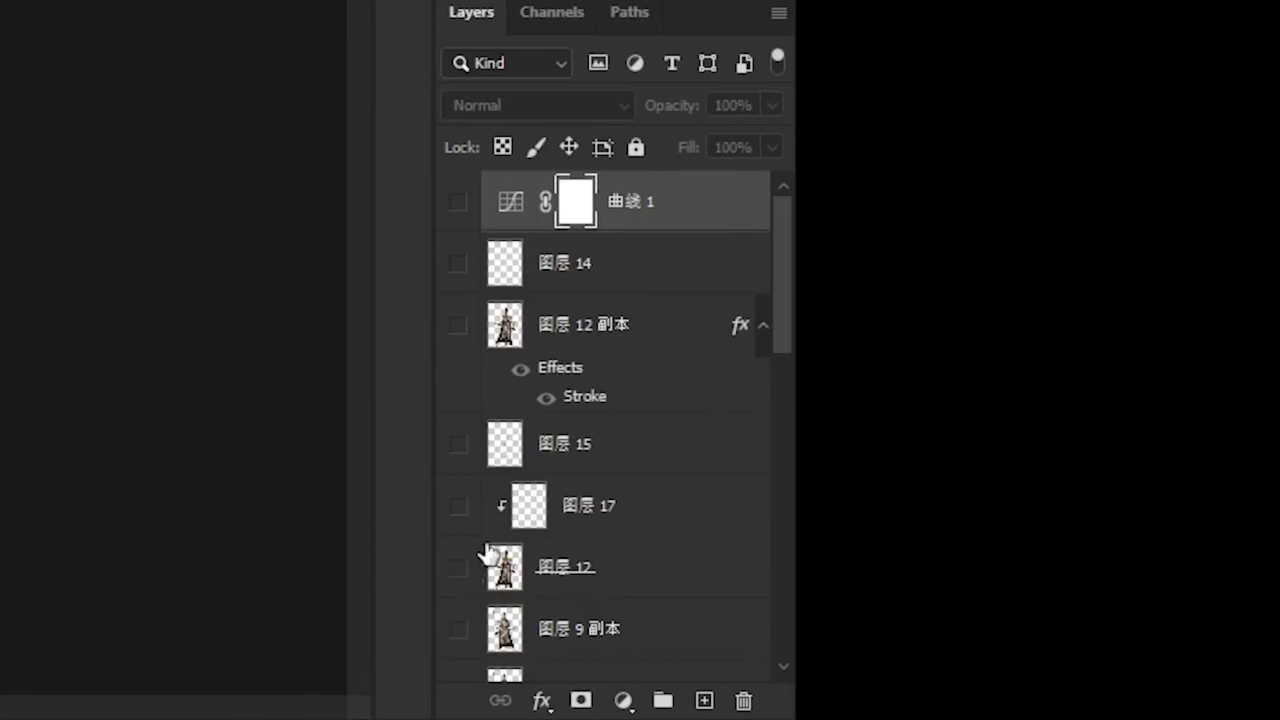 Layers Channels Paths
Kind
Normal Opacity: 100%
Lock: Fill: 100%
曲线 1
图层 14
图层 12 副本 fx
Effects
Stroke
图层 15
图层 17
图层 12
图层 9 副本
fx